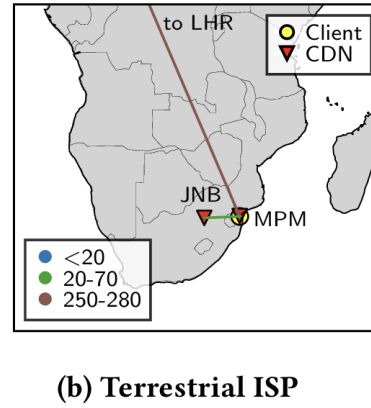 to LHR
Client
CDN
JNB
MPM
<20
20-70
250-280
(b) Terrestrial ISP